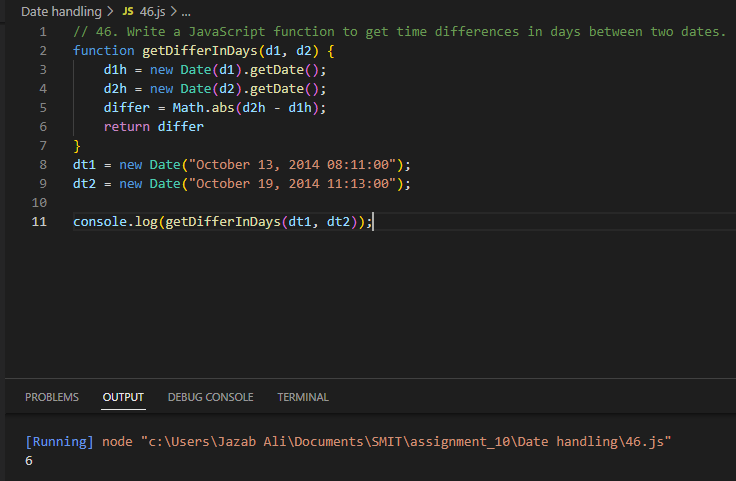 Date handling > JS 46.js > ...
1 // 46. Write a JavaScript function to get time differences in days between two dates.
2 function getDifferInDays(d1, d2) {
3 d1h = new Date(d1).getDate();
4 d2h = new Date(d2).getDate();
5 differ = Math.abs(d2h - d1h);
6 return differ
7 }
8 dt1 = new Date("October 13, 2014 08:11:00");
9 dt2 = new Date("October 19, 2014 11:13:00");
10
11 console.log(getDifferInDays(dt1, dt2));
PROBLEMS OUTPUT DEBUG CONSOLE TERMINAL
[Running] node "c:\Users\Jazab Ali\Documents\SMIT\assignment_10\Date handling\46.js"
6